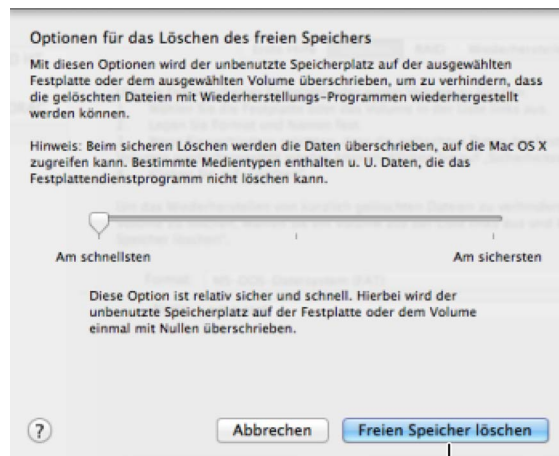 Optionen für das Löschen des freien Speichers
Mit diesen Optionen wird der unbenutzte Speicherplatz auf der ausgewählten
Festplatte oder dem ausgewählten Volume überschrieben, um zu verhindern, dass
die gelöschten Dateien mit Wiederherstellungs-Programmen wiederhergestellt
werden können.
Hinweis: Beim sicheren Löschen werden die Daten überschrieben, auf die Mac OS X
zugreifen kann. Bestimmte Medientypen enthalten u. U. Daten, die das
Festplattendienstprogramm nicht löschen kann.
Am schnellsten
Am sichersten
Diese Option ist relativ sicher und schnell. Hierbei wird der
unbenutzte Speicherplatz auf der Festplatte oder dem Volume
einmal mit Nullen überschrieben.
?
Abbrechen
Freien Speicher löschen